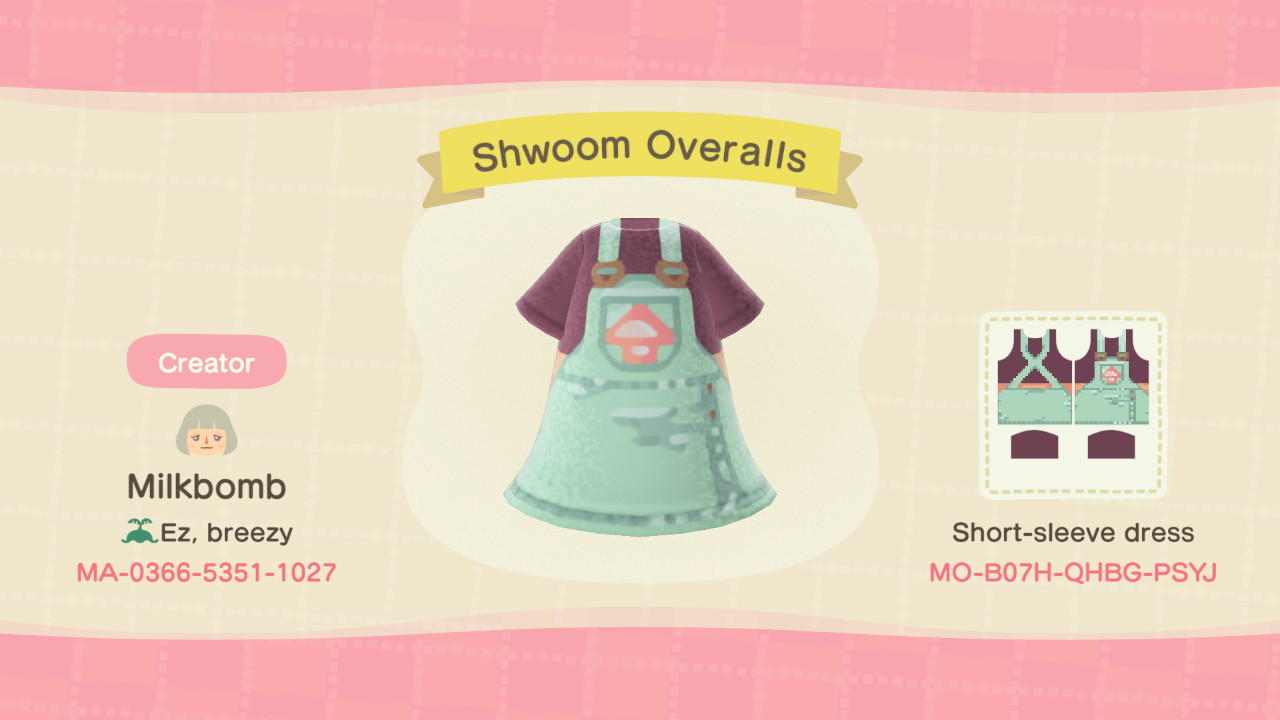 Shwoom Overalls
Creator
Milkbomb
Ez, breezy
MA-0366-5351-1027
Short-sleeve dress
MO-B07H-QHBG-PSYJ